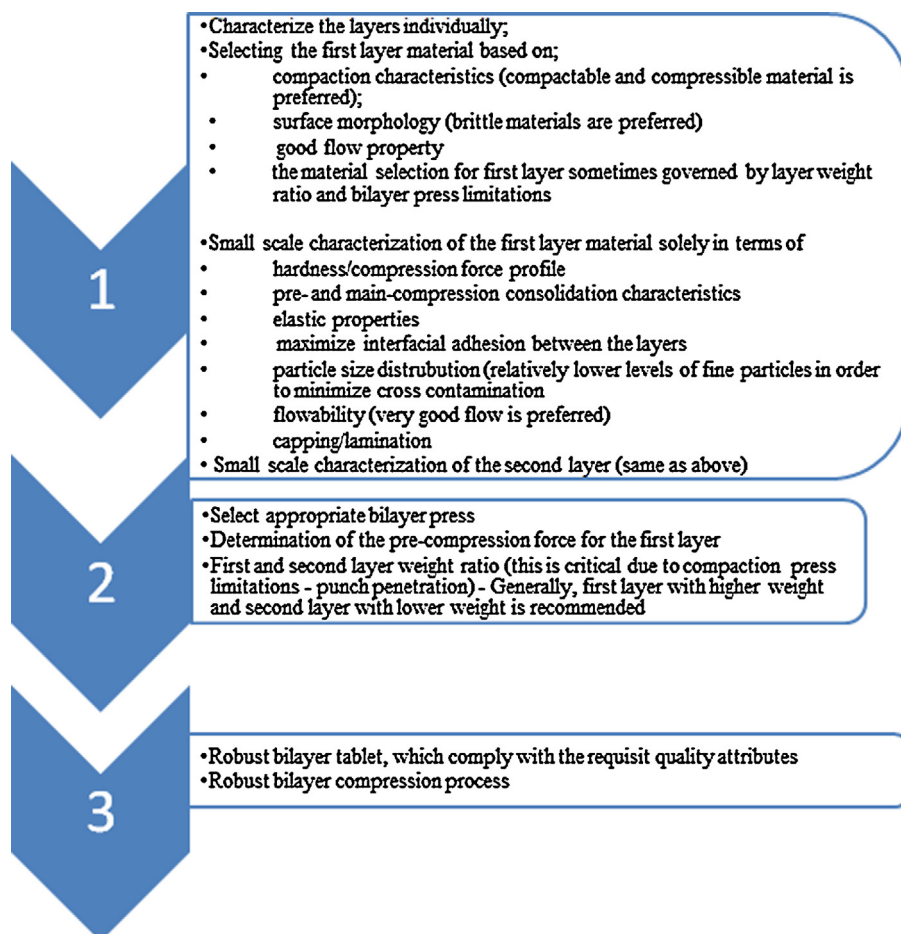 •Characterize the layers individually;
•Selecting the first layer material based on;
• compaction characteristics (compactable and compressible material is
preferred);
• surface morphology (brittle materials are preferred)
• good flow property
• the material selection for first layer sometimes governed by layer weight
ratio and bilayer press limitations
•Small scale characterization of the first layer material solely in terms of
• hardness/compression force profile
• pre- and main-compression consolidation characteristics
• elastic properties
• maximize interfacial adhesion between the layers
• particle size distrubution (relatively lower levels of fine particles in order
to minimize cross contamination
• flowability (very good flow is preferred)
• capping/lamination
• Small scale characterization of the second layer (same as above)
1
•Select appropriate bilayer press
•Determination of the pre-compression force for the first layer
•First and second layer weight ratio (this is critical due to compaction press
limitations - punch penetration) - Generally, first layer with higher weight
and second layer with lower weight is recommended
2
•Robust bilayer tablet, which comply with the requisit quality attributes
•Robust bilayer compression process
3